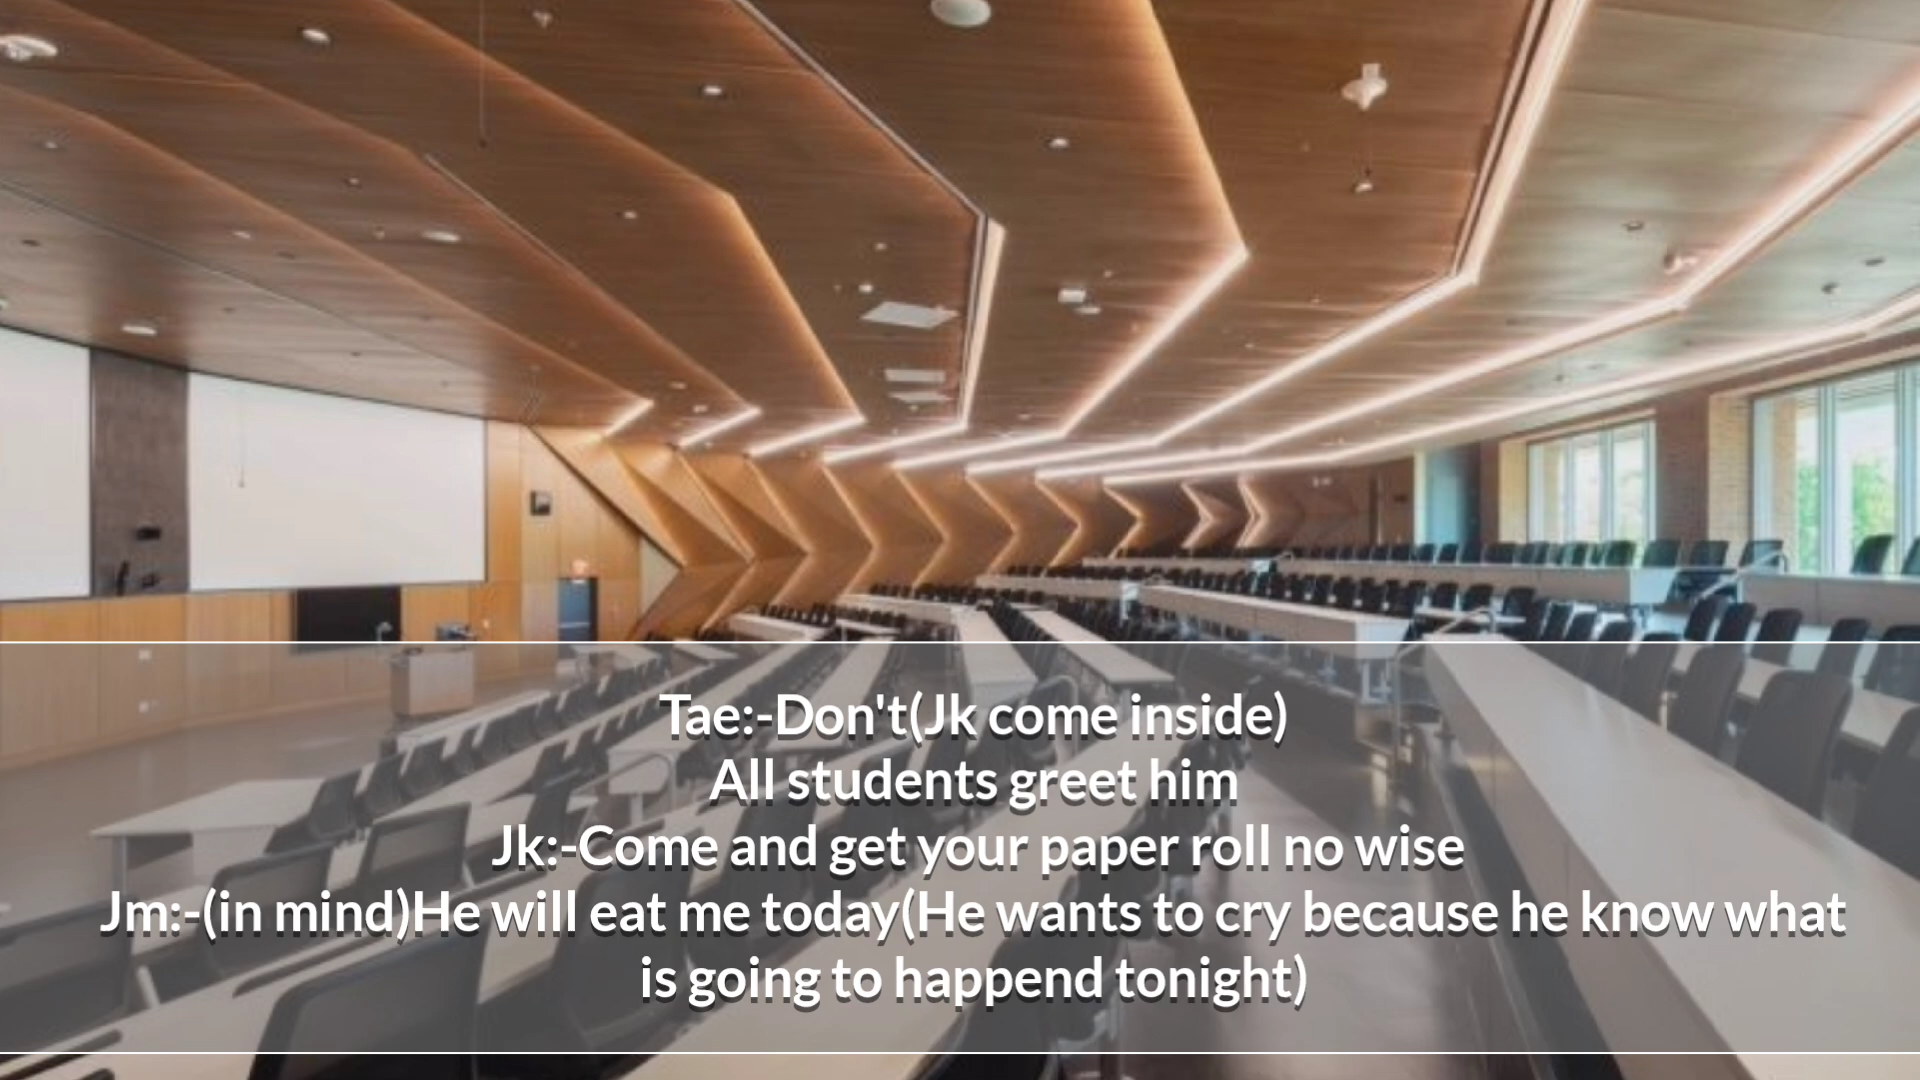 Tae:-Don't(Jk come inside)
All students greet him
Jk:-Come and get your paper roll no wise
Jm:-(in mind)He will eat me today(He wants to cry because he know what
is going to happend tonight)